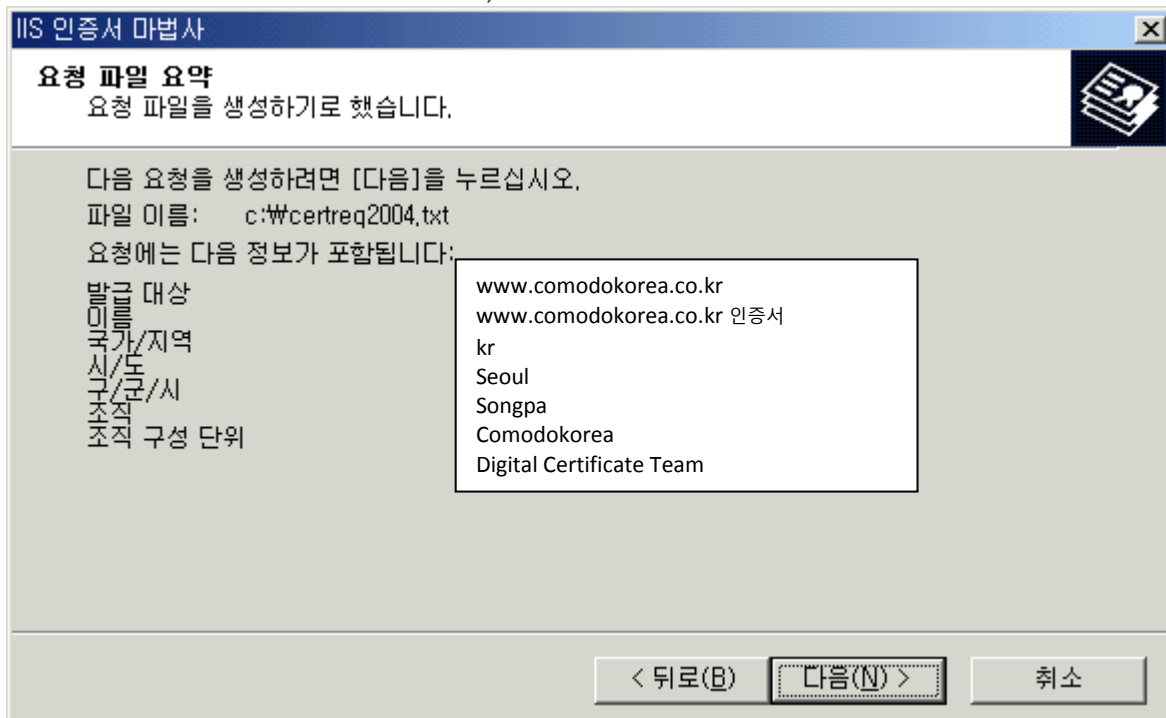 IIS 인증서 마법사
요청 파일 요약
요청 파일을 생성하기로 했습니다.
다음 요청을 생성하려면 [다음]을 누르십시오.
파일 이름: c:₩certreq2004.txt
요청에는 다음 정보가 포함됩니다:
발급 대상 www.comodokorea.co.kr
이름 www.comodokorea.co.kr 인증서
국가/지역 kr
시/도 Seoul
구/군/시 Songpa
조직 Comodokorea
조직 구성 단위 Digital Certificate Team
< 뒤로(B) 다음(N) > 취소